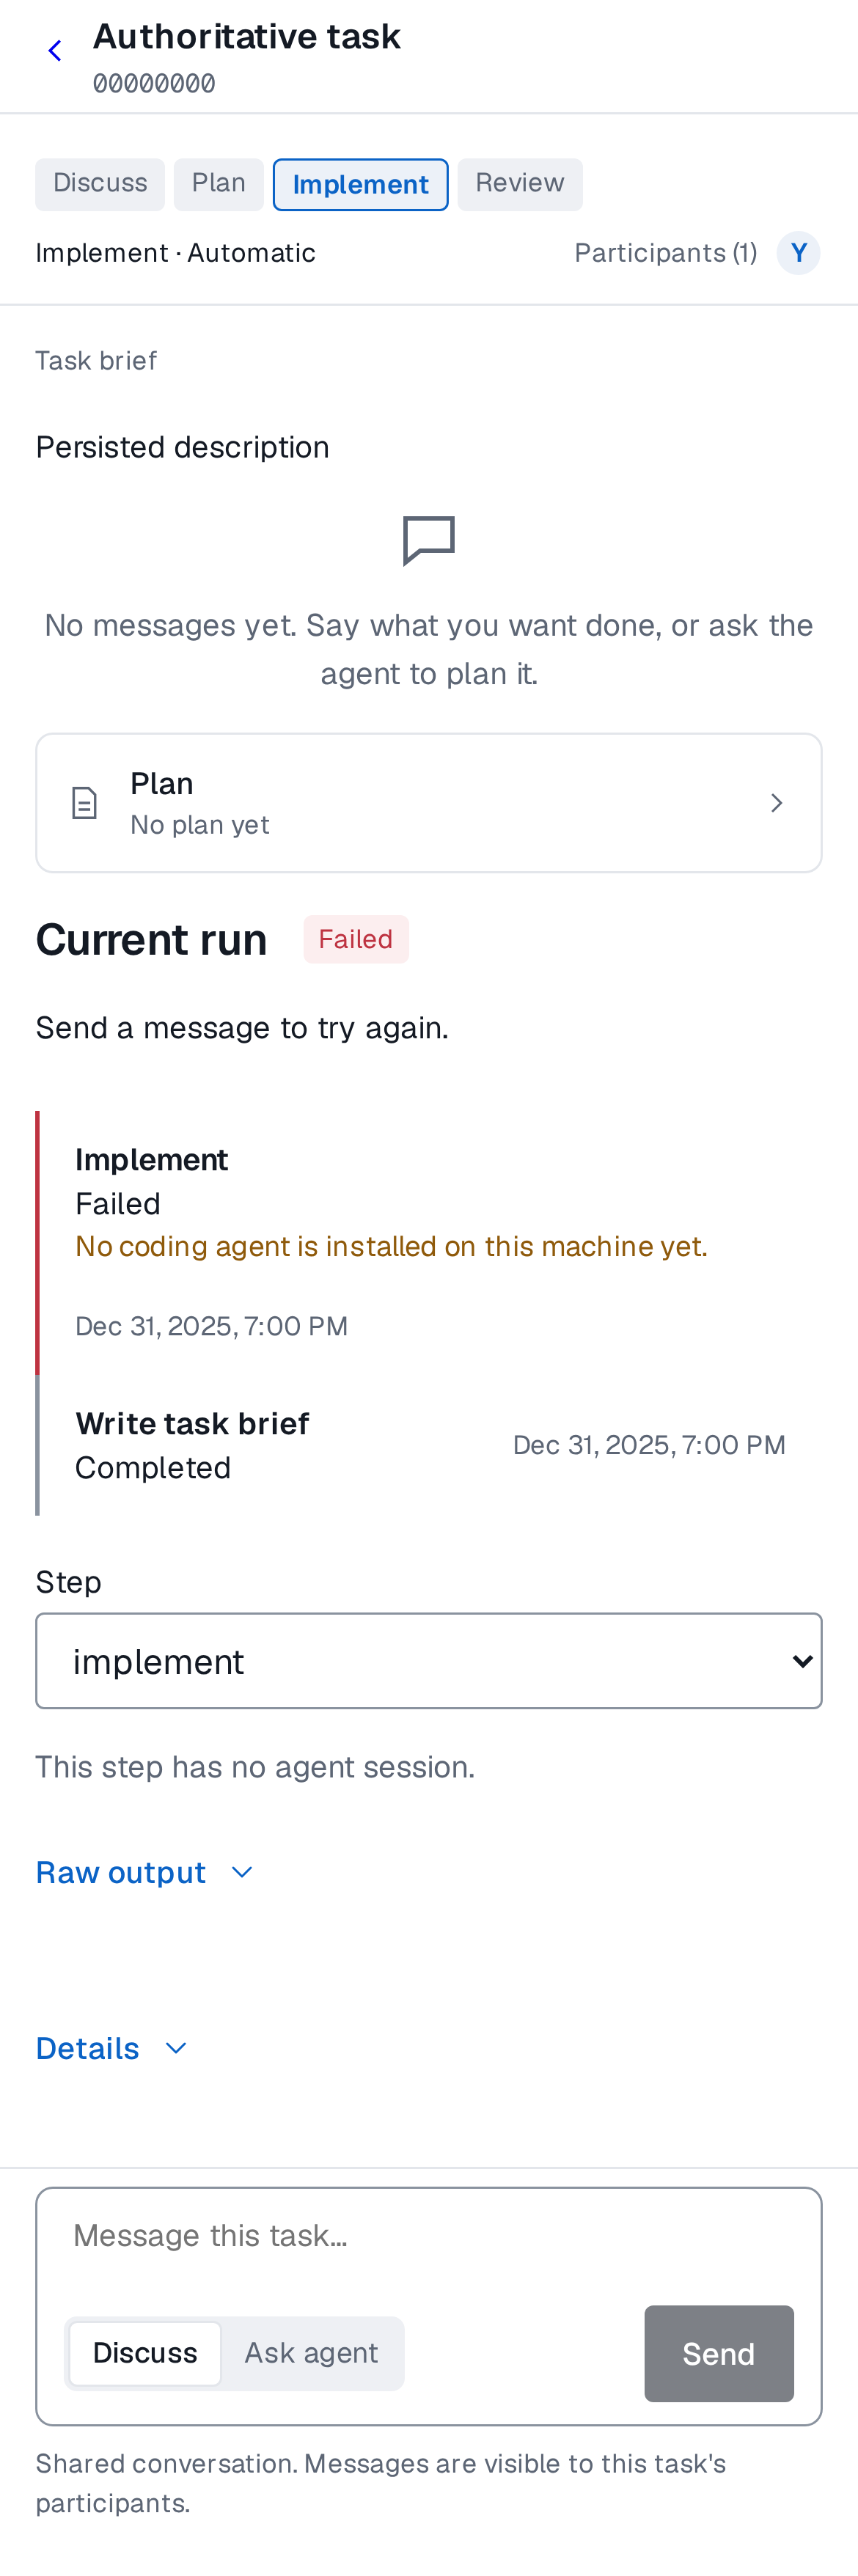 Authoritative task
00000000
Discuss Plan Implement Review
Implement · Automatic Participants (1) Y
Task brief
Persisted description
No messages yet. Say what you want done, or ask the
agent to plan it.
Plan
No plan yet
Current run Failed
Send a message to try again.
Implement
Failed
No coding agent is installed on this machine yet.
Dec 31, 2025, 7:00 PM
Write task brief
Completed
Dec 31, 2025, 7:00 PM
Step
implement
This step has no agent session.
Raw output
Details
Message this task...
Discuss Ask agent Send
Shared conversation. Messages are visible to this task's
participants.